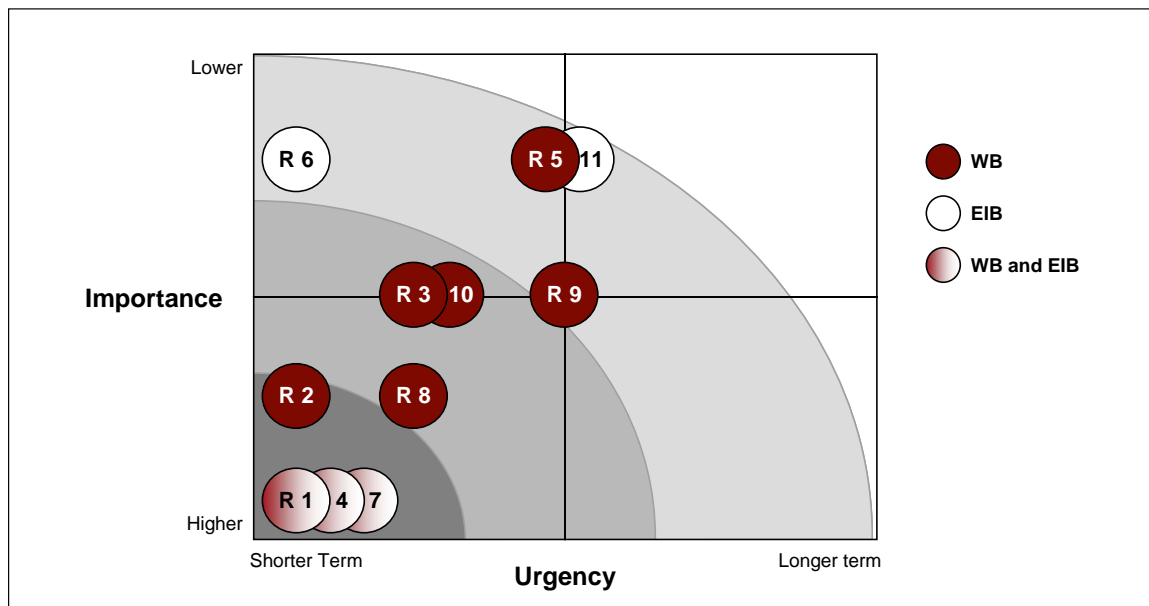 Lower
R 6
R 5
11
WB
EIB
WB and EIB
Importance
R 3
10
R 9
R 2
R 8
R 1
4
7
Higher
Shorter Term
Urgency
Longer term